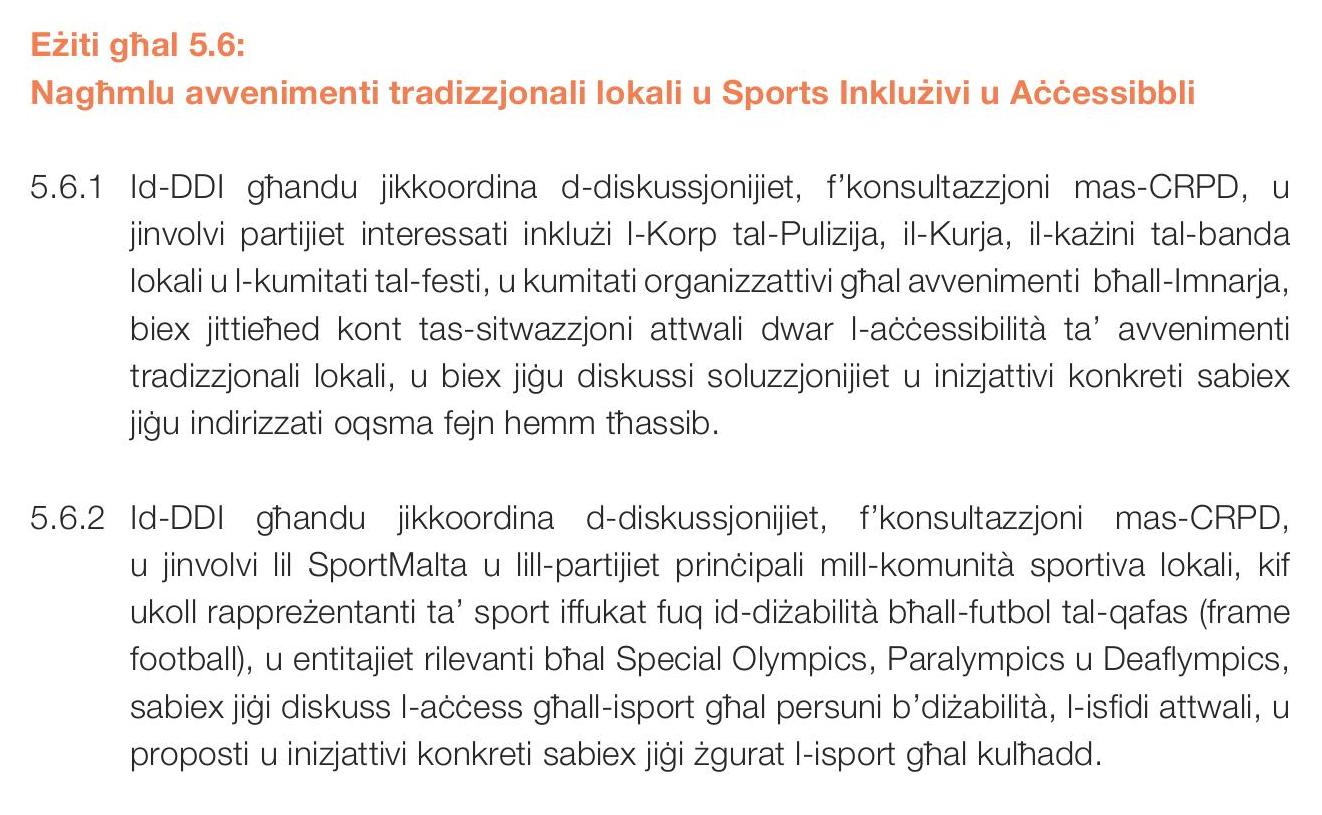 Eżiti għal 5.6:
Nagħmlu avvenimenti tradizzjonali lokali u Sports Inklużivi u Aċċessibbli
5.6.1 Id-DDI għandu jikkoordina d-diskussjonijiet, f’konsultazzjoni mas-CRPD, u
jinvolvi partijiet interessati inklużi l-Korp tal-Pulizija, il-Kurja, il-każini tal-banda
lokali u l-kumitati tal-festi, u kumitati organizzattivi għal avvenimenti bħall-Imnarja,
biex jittieħed kont tas-sitwazzjoni attwali dwar l-aċċessibilità ta’ avvenimenti
tradizzjonali lokali, u biex jiġu diskussi soluzzjonijiet u inizjattivi konkreti sabiex
jiġu indirizzati oqsma fejn hemm tħassib.
5.6.2 Id-DDI għandu jikkoordina d-diskussjonijiet, f’konsultazzjoni mas-CRPD,
u jinvolvi lil SportMalta u lill-partijiet prinċipali mill-komunità sportiva lokali, kif
ukoll rappreżentanti ta’ sport iffukat fuq id-diżabilità bħall-futbol tal-qafas (frame
football), u entitajiet rilevanti bħal Special Olympics, Paralympics u Deaflympics,
sabiex jiġi diskuss l-aċċess għall-isport għal persuni b’diżabilità, l-isfidi attwali, u
proposti u inizjattivi konkreti sabiex jiġi żgurat l-isport għal kulħadd.